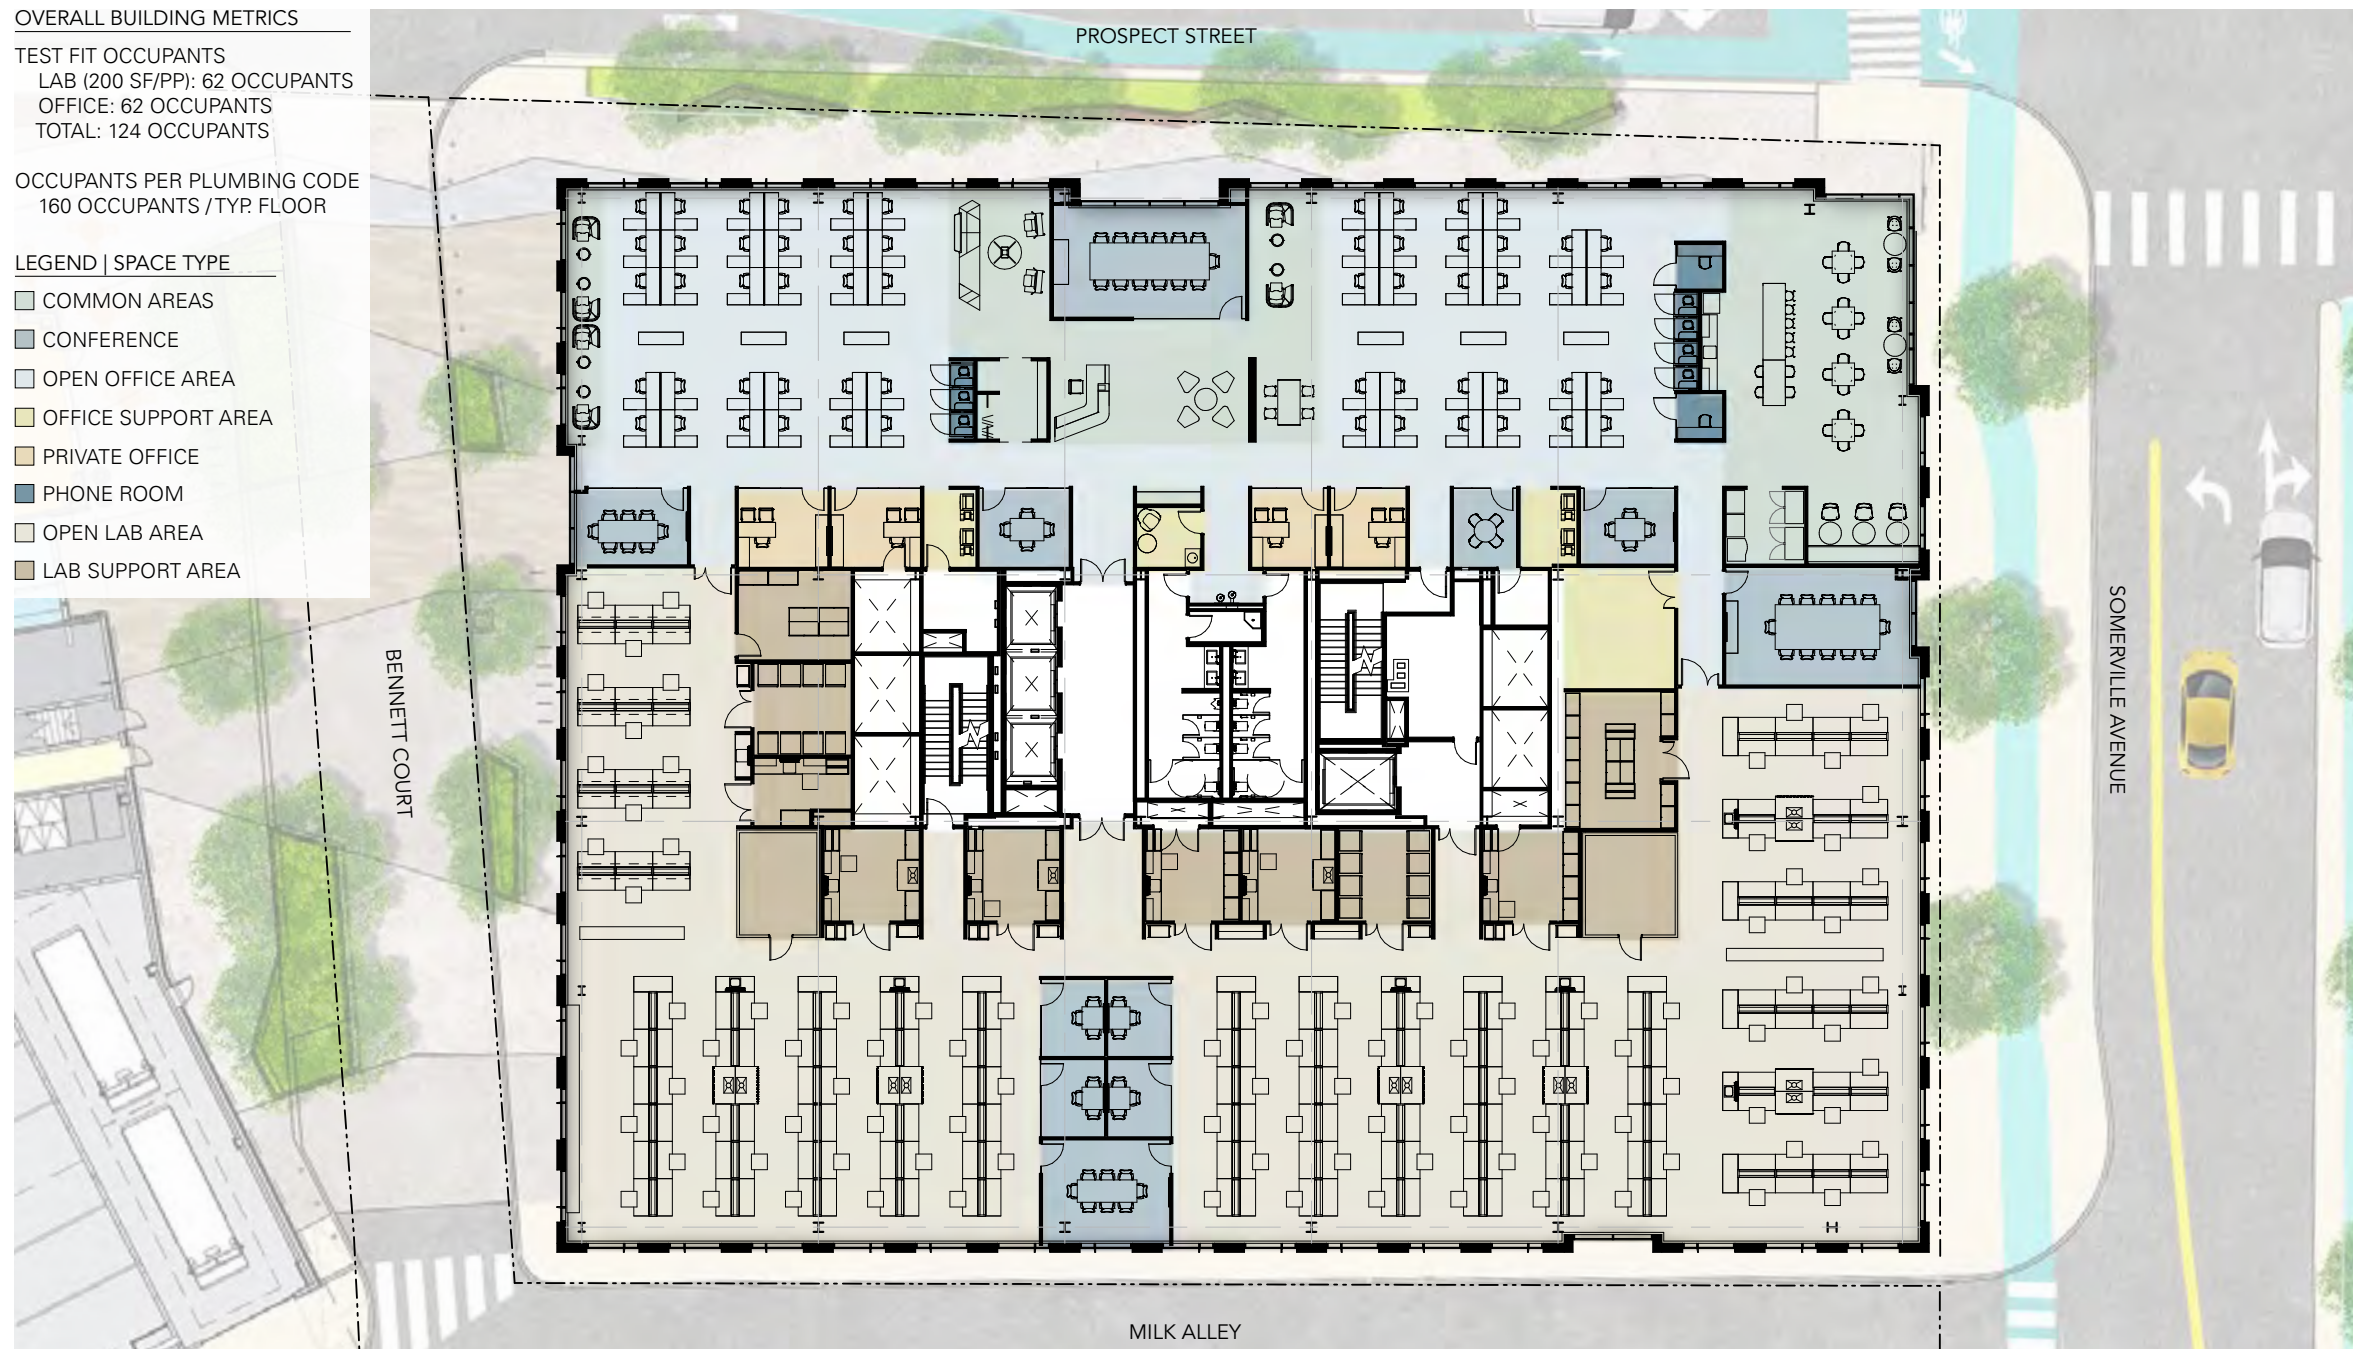 OVERALL BUILDING METRICS
TEST FIT OCCUPANTS
LAB (200 SF/PP): 62 OCCUPANTS
OFFICE: 62 OCCUPANTS
TOTAL: 124 OCCUPANTS
OCCUPANTS PER PLUMBING CODE
160 OCCUPANTS / TYP. FLOOR
LEGEND | SPACE TYPE
COMMON AREAS
CONFERENCE
OPEN OFFICE AREA
OFFICE SUPPORT AREA
PRIVATE OFFICE
PHONE ROOM
OPEN LAB AREA
LAB SUPPORT AREA
PROSPECT STREET
BENNETT COURT
SOMERVILLE AVENUE
MILK ALLEY